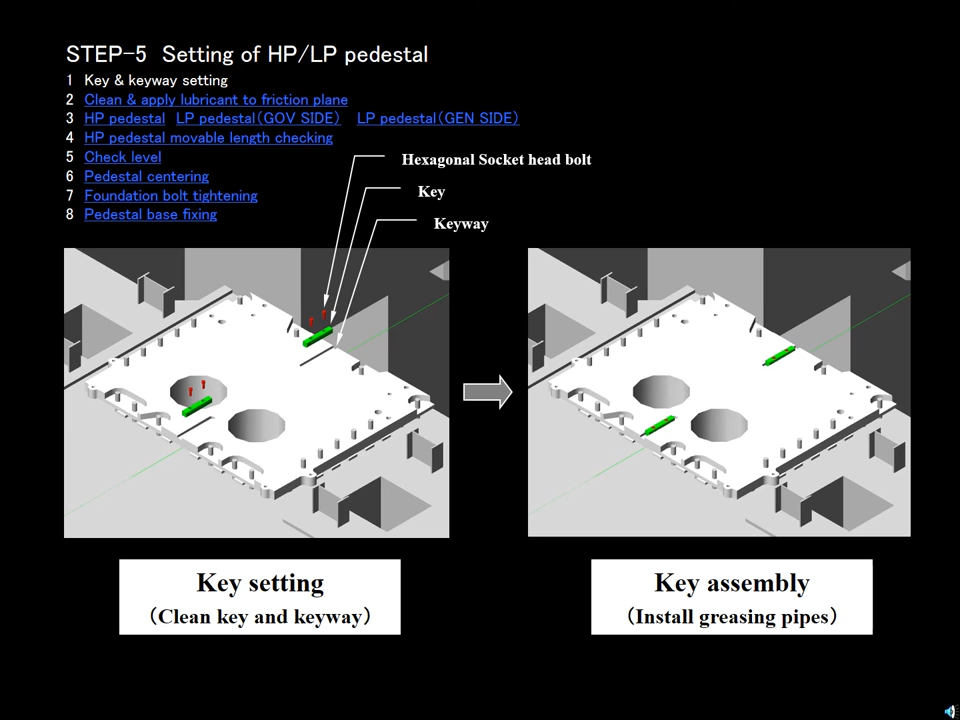 STEP-5 Setting of HP/LP pedestal
1 Key & keyway setting
2 Clean & apply lubricant to friction plane
3 HP pedestal LP pedestal(GOV SIDE) LP pedestal(GEN SIDE)
4 HP pedestal movable length checking
5 Check level
6 Pedestal centering
7 Foundation bolt tightening
8 Pedestal base fixing
Hexagonal Socket head bolt
Key
Keyway
Key setting
(Clean key and keyway)
Key assembly
(Install greasing pipes)